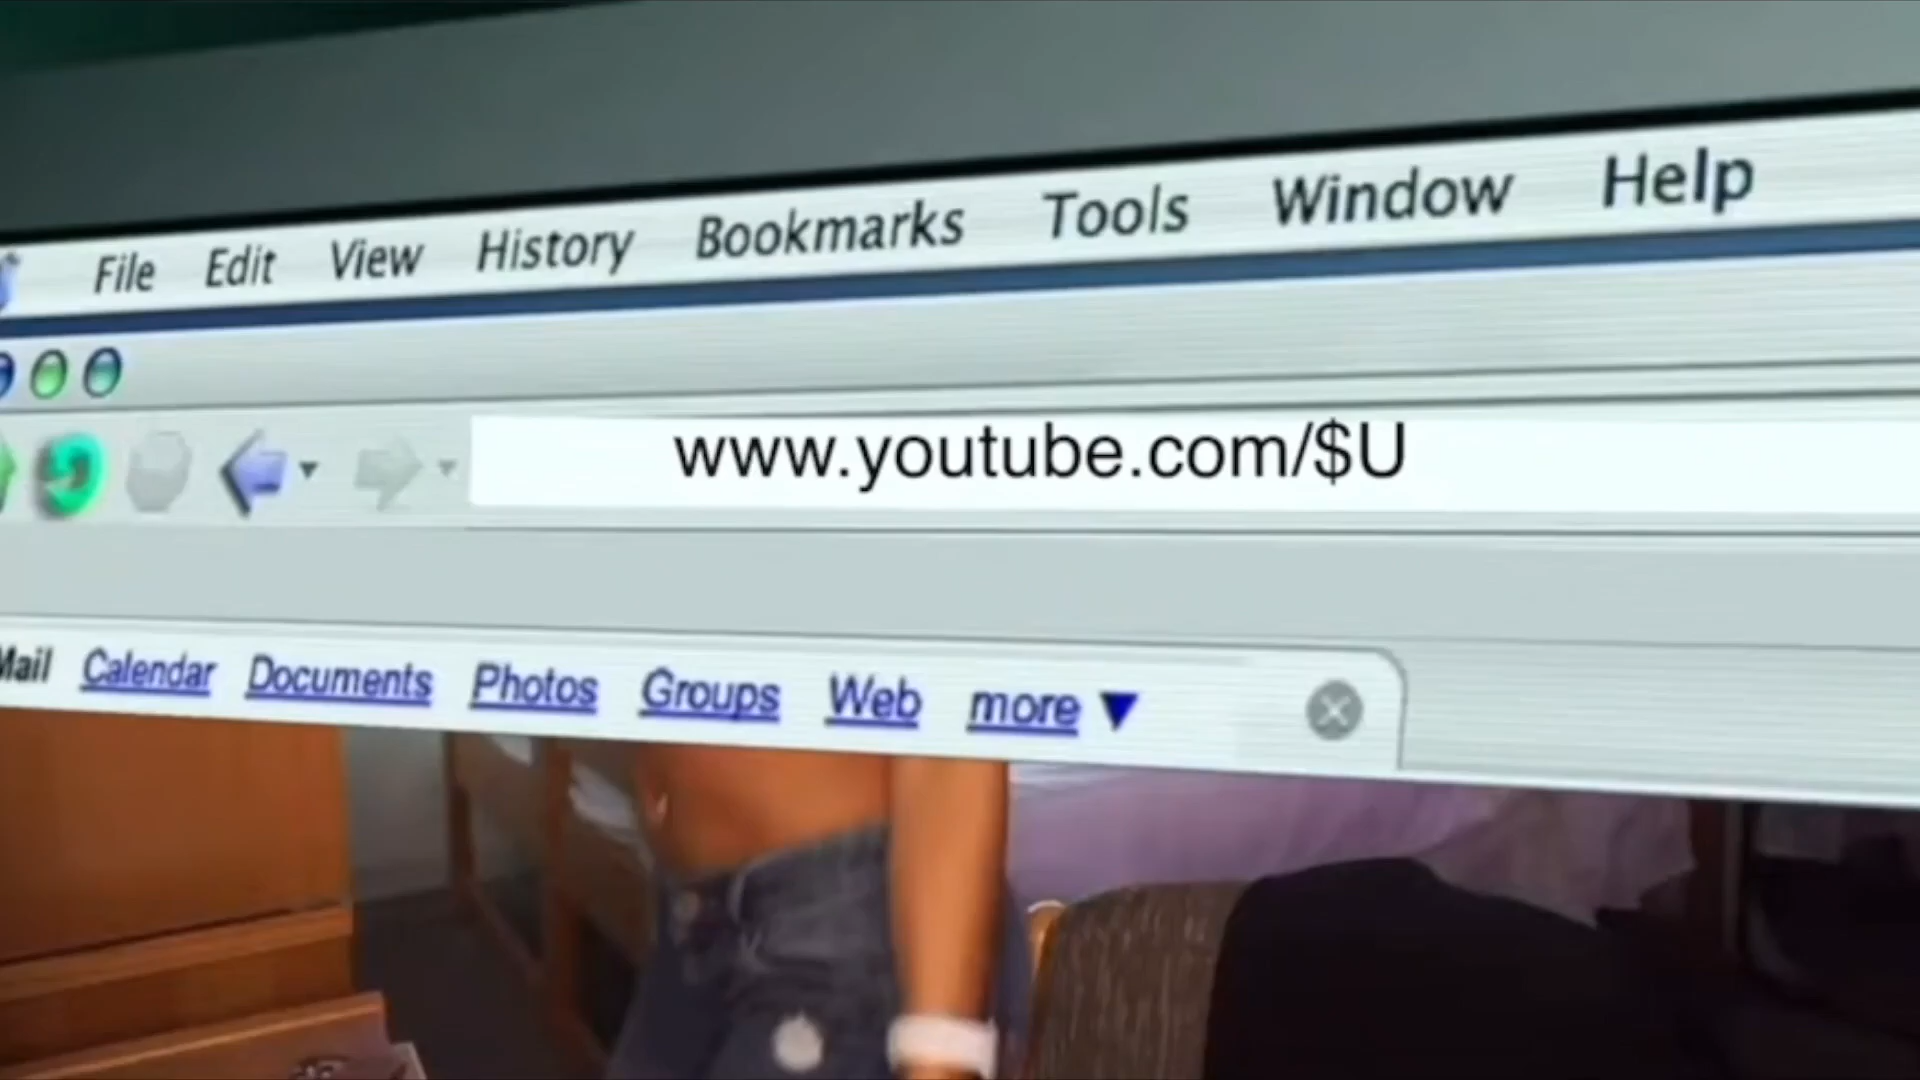 File Edit View History Bookmarks Tools Window Help
www.youtube.com/$U
Mail Calendar Documents Photos Groups Web more